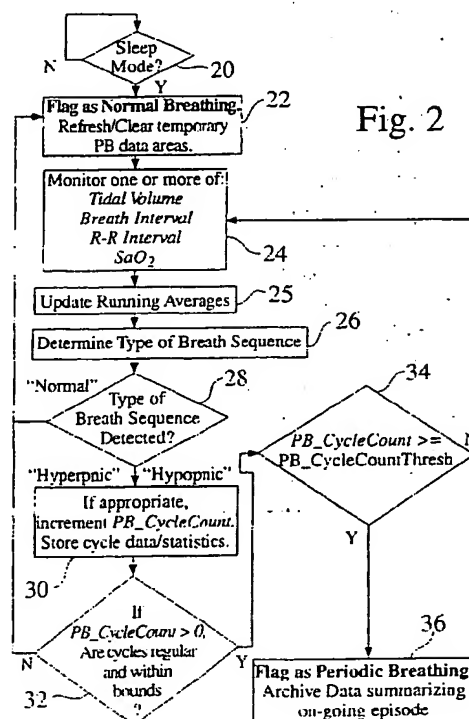 Sleep
Mode?
N
20
Y
Flag as Normal Breathing.
Refresh/Clear temporary
PB data areas.
22
Fig. 2
Monitor one or more of:
Tidal Volume
Breath Interval
R-R Interval
SaO2
24
Update Running Averages
25
26
Determine Type of Breath Sequence
"Normal"
28
Type of
Breath Sequence
Detected?
34
PB_CycleCount >=
PB_CycleCountThresh
N
Y
"Hyperpnic" "Hypopnic"
If appropriate,
increment PB_CycleCount.
Store cycle data/statistics.
30
If
PB_CycleCount > 0,
Are cycles regular
and within
bounds
?
N
Y
32
36
Flag as Periodic Breathing
Archive Data summarizing
on-going episode